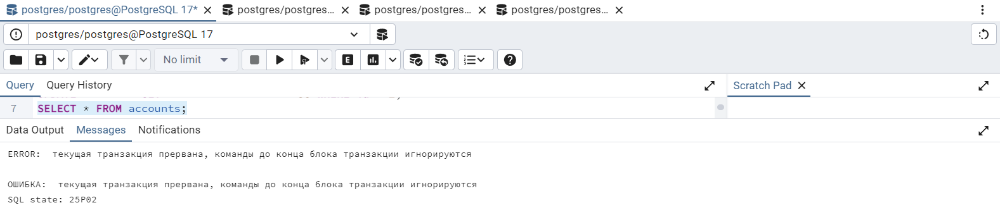 postgres/postgres@PostgreSQL 17*
postgres/postgres...
postgres/postgres...
postgres/postgres...
postgres/postgres@PostgreSQL 17
No limit
E
Query
Query History
Scratch Pad
7
SELECT * FROM accounts;
Data Output
Messages
Notifications
ERROR:  текущая транзакция прервана, команды до конца блока транзакции игнорируются
ОШИБКА:  текущая транзакция прервана, команды до конца блока транзакции игнорируются
SQL state: 25P02